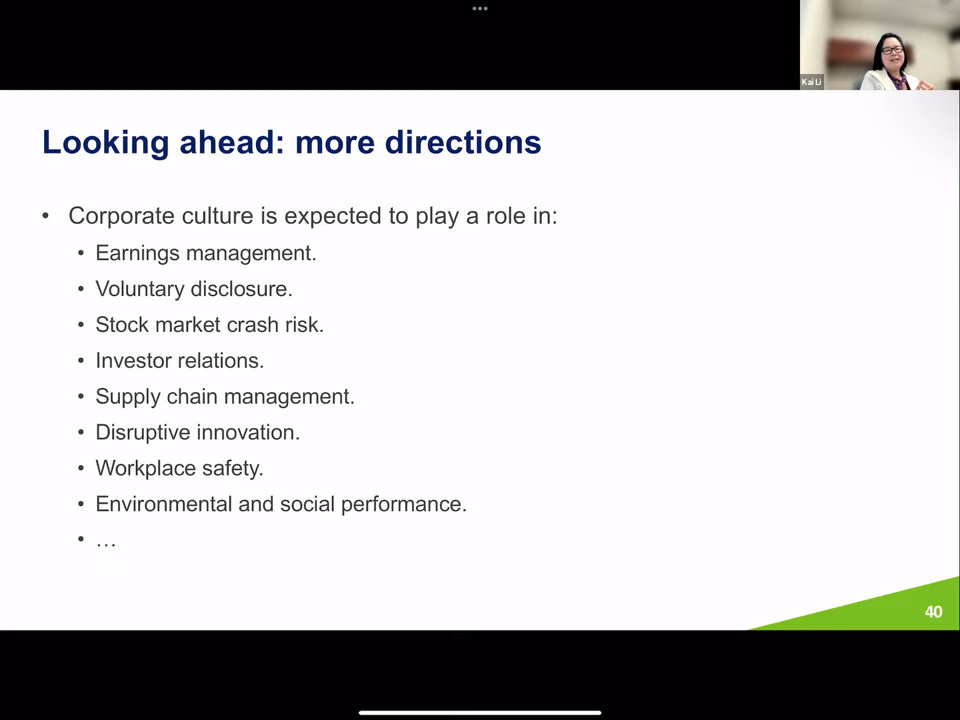 Kai Li
Looking ahead: more directions
• Corporate culture is expected to play a role in:
• Earnings management.
• Voluntary disclosure.
• Stock market crash risk.
• Investor relations.
• Supply chain management.
• Disruptive innovation.
• Workplace safety.
• Environmental and social performance.
• …
40